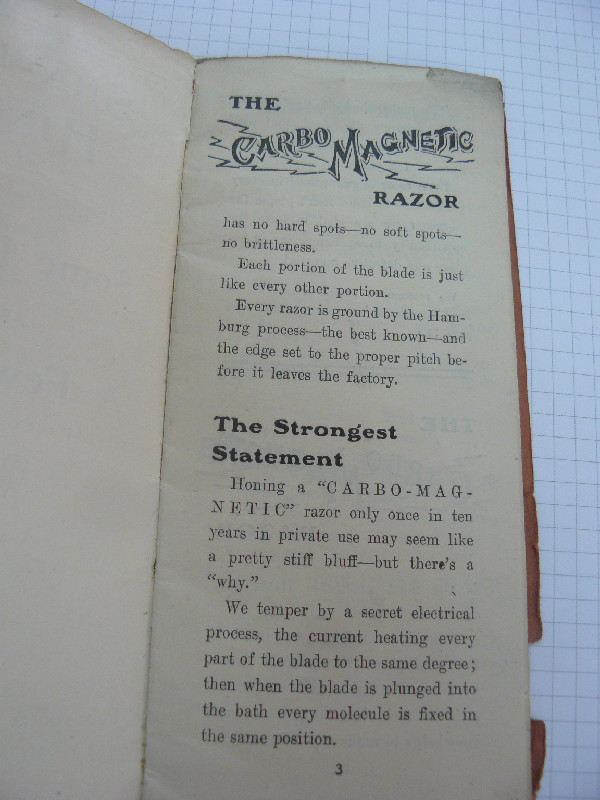 THE
CARBO MAGNETIC
RAZOR
has no hard spots—no soft spots—
no brittleness.
Each portion of the blade is just
like every other portion.
Every razor is ground by the Ham-
burg process—the best known—and
the edge set to the proper pitch be-
fore it leaves the factory.
The Strongest
Statement
Honing a “CARBO-MAG-
NETIC” razor only once in ten
years in private use may seem like
a pretty stiff bluff—but there's a
“why.”
We temper by a secret electrical
process, the current heating every
part of the blade to the same degree;
then when the blade is plunged into
the bath every molecule is fixed in
the same position.
3